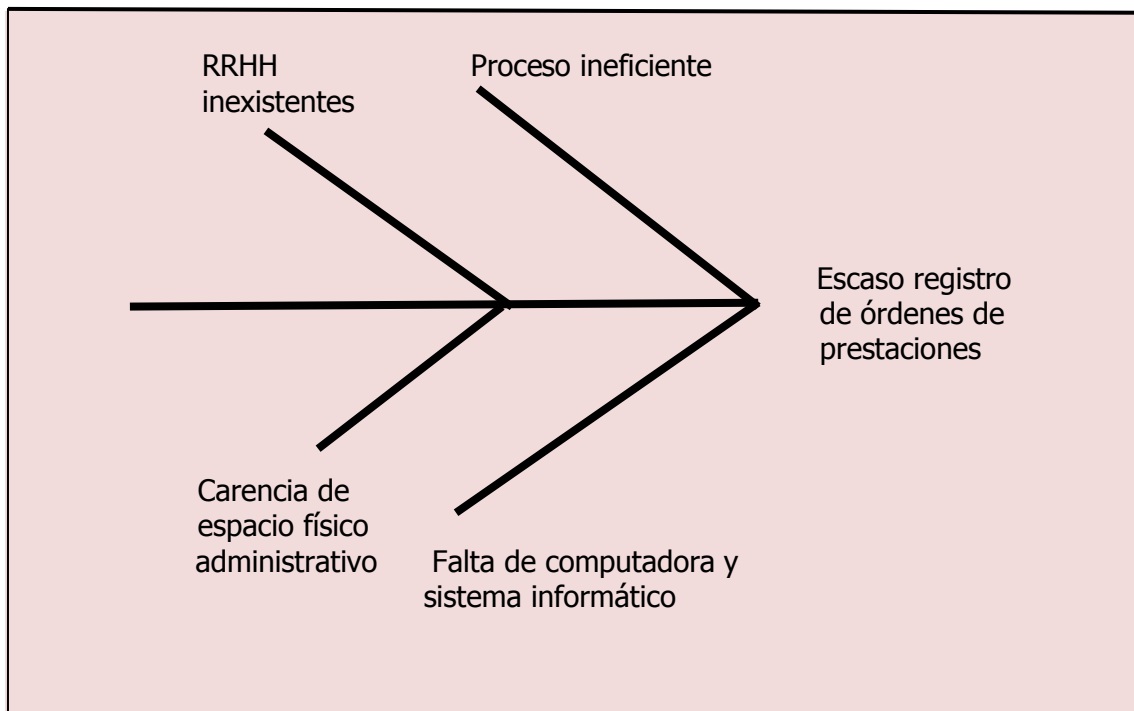 RRHH
inexistentes
Proceso ineficiente
Escaso registro
de órdenes de
prestaciones
Carencia de
espacio físico
administrativo
Falta de computadora y
sistema informático